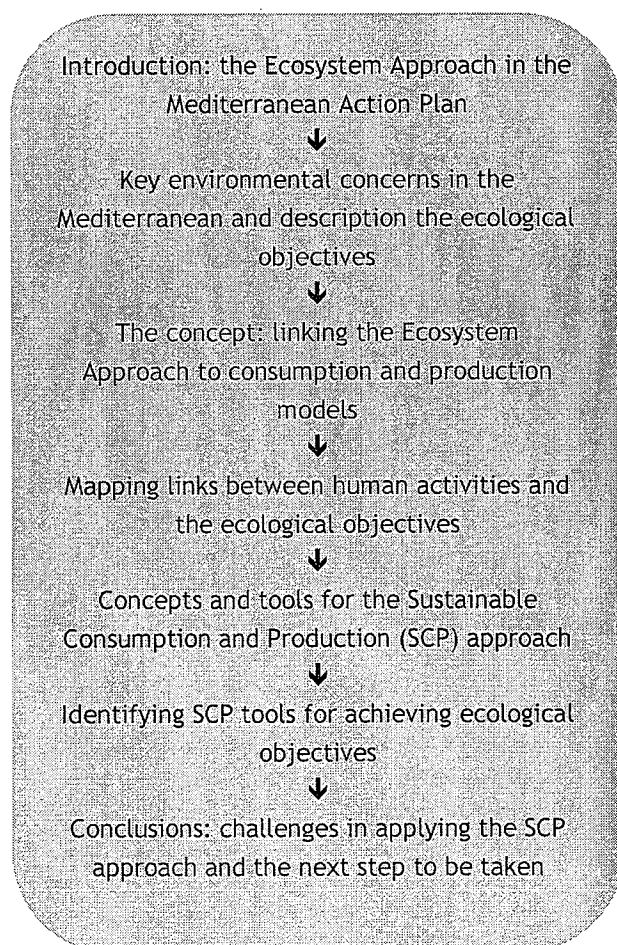 Introduction: the Ecosystem Approach in the
Mediterranean Action Plan
↓
Key environmental concerns in the
Mediterranean and description the ecological
objectives
↓
The concept: linking the Ecosystem
Approach to consumption and production
models
↓
Mapping links between human activities and
the ecological objectives
↓
Concepts and tools for the Sustainable
Consumption and Production (SCP) approach
↓
Identifying SCP tools for achieving ecological
objectives
↓
Conclusions: challenges in applying the SCP
approach and the next step to be taken